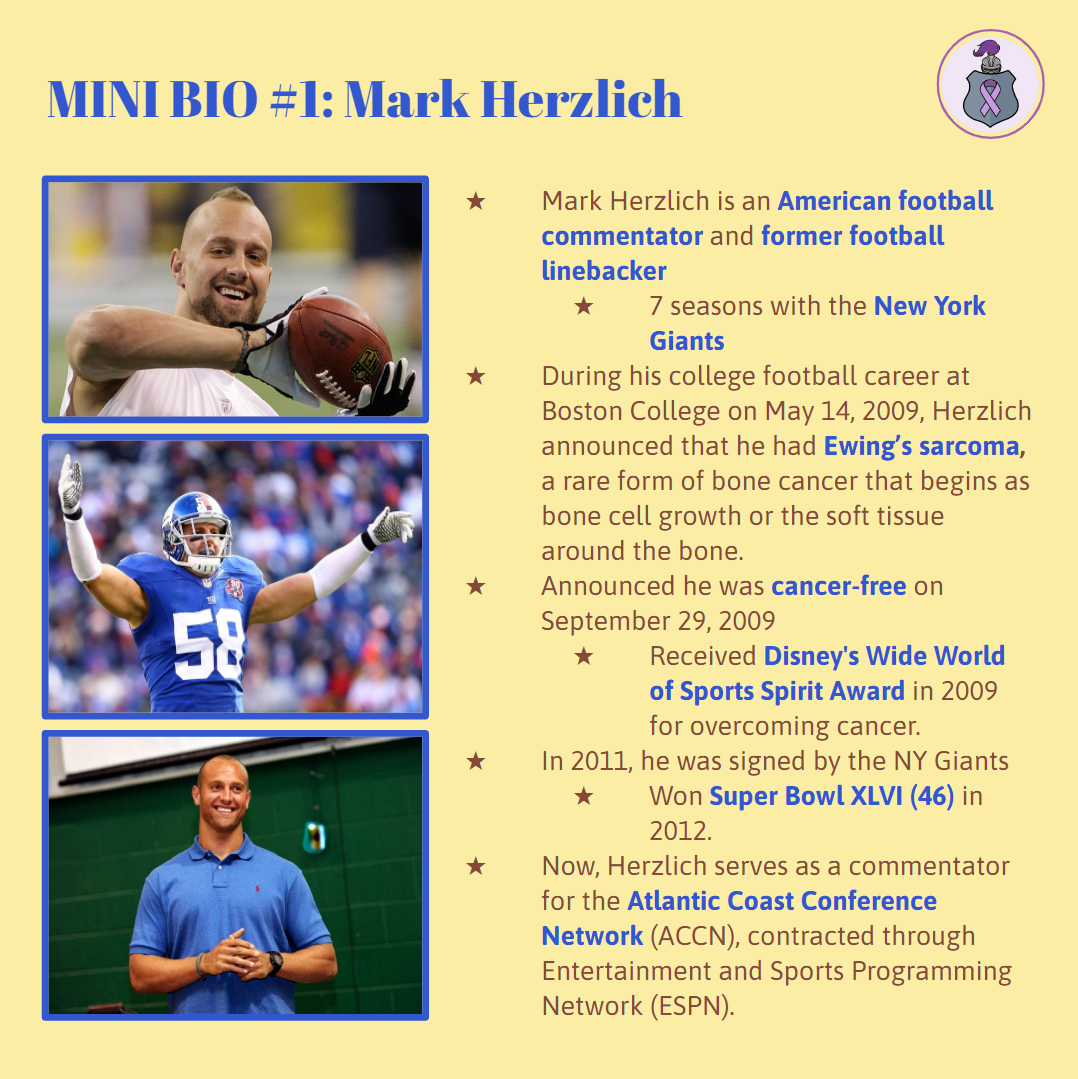 MINI BIO #1: Mark Herzlich
★ Mark Herzlich is an American football
commentator and former football
linebacker
★ 7 seasons with the New York
Giants
★ During his college football career at
Boston College on May 14, 2009, Herzlich
announced that he had Ewing’s sarcoma,
a rare form of bone cancer that begins as
bone cell growth or the soft tissue
around the bone.
★ Announced he was cancer-free on
September 29, 2009
★ Received Disney's Wide World
of Sports Spirit Award in 2009
for overcoming cancer.
★ In 2011, he was signed by the NY Giants
★ Won Super Bowl XLVI (46) in
2012.
★ Now, Herzlich serves as a commentator
for the Atlantic Coast Conference
Network (ACCN), contracted through
Entertainment and Sports Programming
Network (ESPN).
58